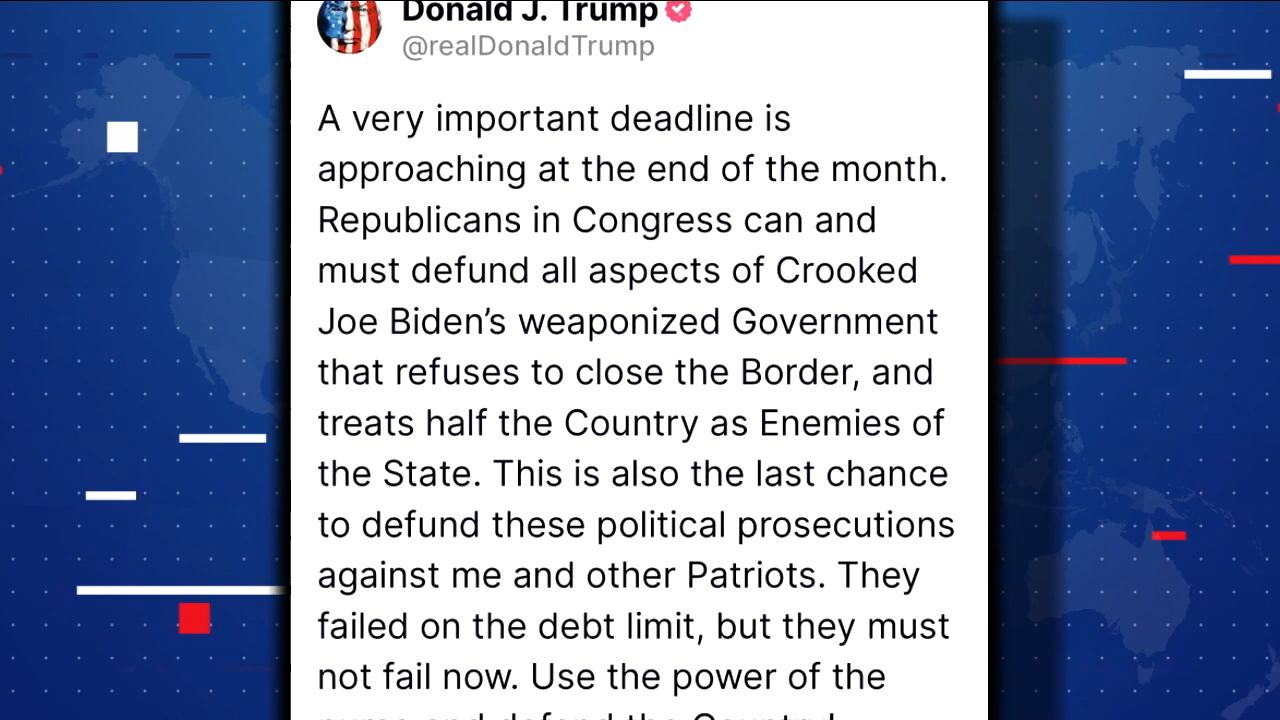 Donald J. Trump
@realDonaldTrump
A very important deadline is
approaching at the end of the month.
Republicans in Congress can and
must defund all aspects of Crooked
Joe Biden’s weaponized Government
that refuses to close the Border, and
treats half the Country as Enemies of
the State. This is also the last chance
to defund these political prosecutions
against me and other Patriots. They
failed on the debt limit, but they must
not fail now. Use the power of the